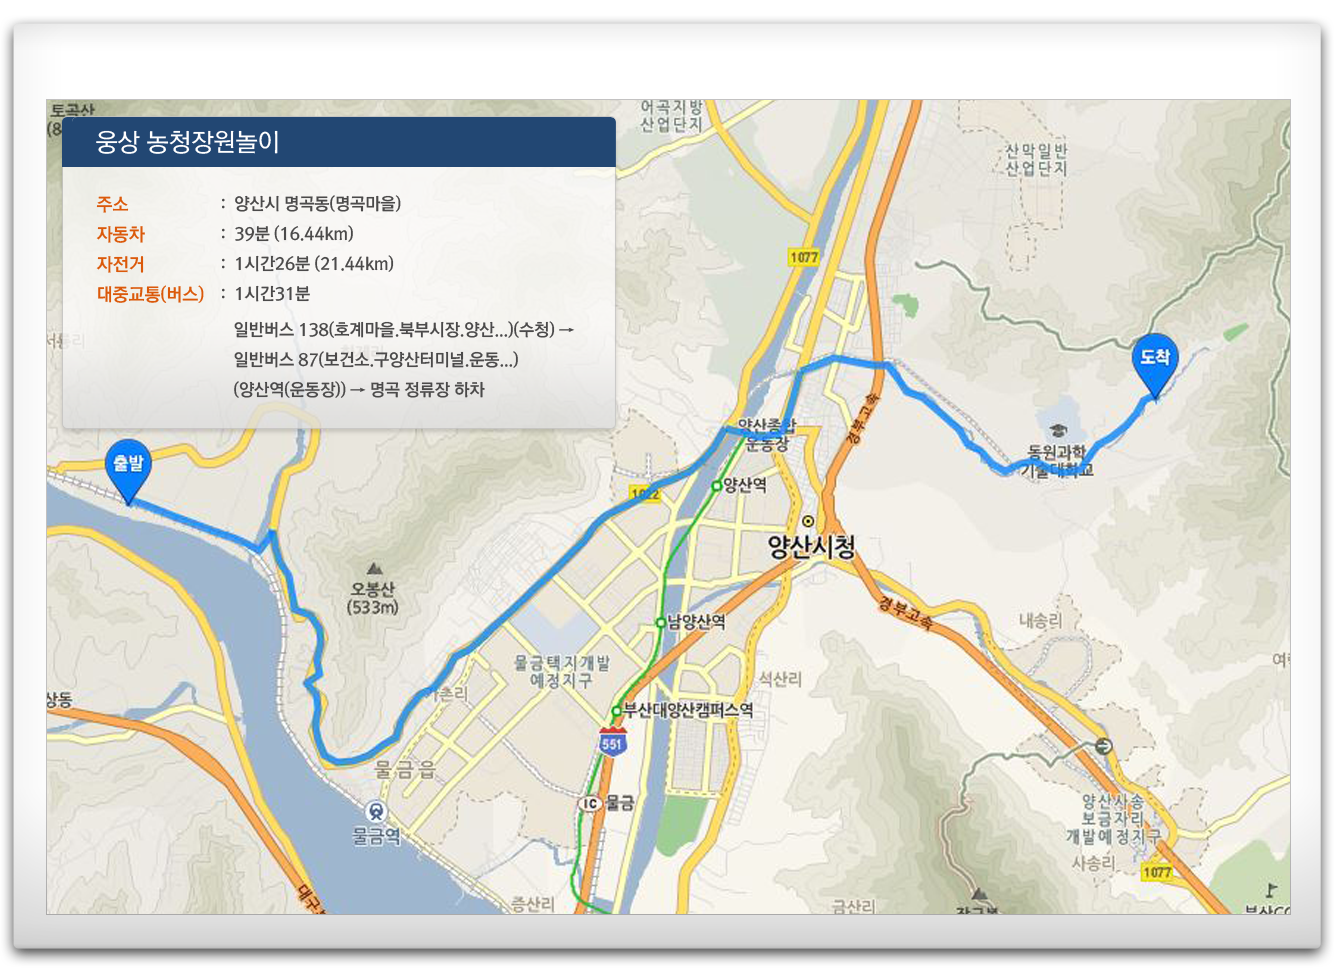 토곡산
웅상 농청장원놀이
주소 : 양산시 명곡동(명곡마을)
자동차 : 39분 (16.44km)
자전거 : 1시간26분 (21.44km)
대중교통(버스) : 1시간31분
일반버스 138(호계마을.북부시장.양산...)(수청) →
일반버스 87(보건소.구양산터미널.운동...)
(양산역(운동장)) → 명곡 정류장 하차
어곡지방
산업단지
산막일반
산업단지
1077
도착
출발
경부고속
양산종합
운동장
동원과학
기술대학교
양산역
1022
양산시청
오봉산
(533m)
경부고속
내송리
남양산역
물금택지개발
예정지구
석산리
가촌리
상동
부산대양산캠퍼스역
551
물금읍
IC 물금
물금역
양산사송
보금자리
개발예정지구
사송리
1077
증산리
금산리